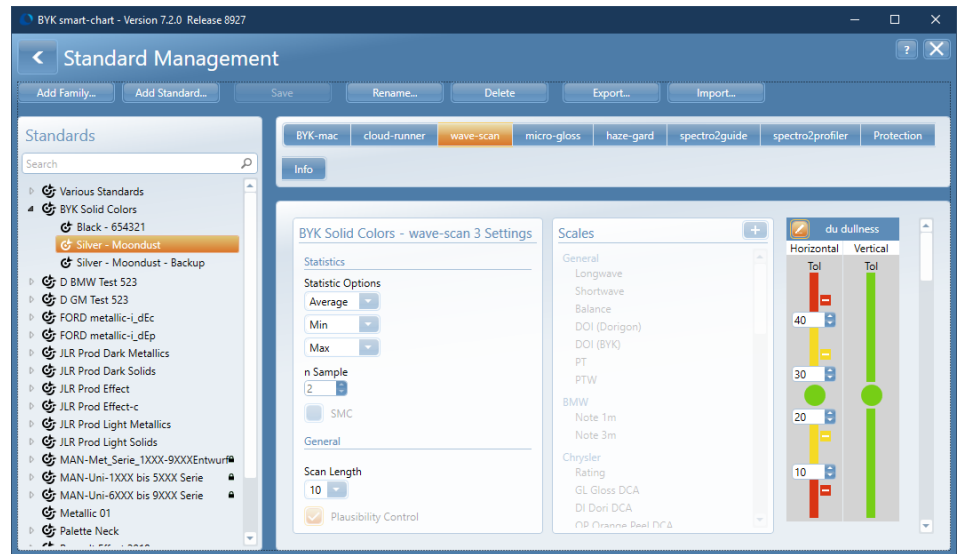 BYK smart-chart - Version 7.2.0 Release 8927
Standard Management
?
Add Family... Add Standard... Save Rename... Delete Export... Import...
Standards
Search
Various Standards
BYK Solid Colors
Black - 654321
Silver - Moondust
Silver - Moondust - Backup
D BMW Test 523
D GM Test 523
FORD metallic-i_dEc
FORD metallic-i_dEp
JLR Prod Dark Metallics
JLR Prod Dark Solids
JLR Prod Effect
JLR Prod Effect-c
JLR Prod Light Metallics
JLR Prod Light Solids
MAN-Met_Serie_1XXX-9XXXEntwurf
MAN-Uni-1XXX bis 5XXX Serie
MAN-Uni-6XXX bis 9XXX Serie
Metallic 01
Palette Neck
BYK-mac cloud-runner wave-scan micro-gloss haze-gard spectro2guide spectro2profiler Protection
Info
BYK Solid Colors - wave-scan 3 Settings
Statistics
Statistic Options
Average
Min
Max
n Sample
2
SMC
General
Scan Length
10
Plausibility Control
Scales
General
Longwave
Shortwave
Balance
DOI (Dorigon)
DOI (BYK)
PT
PTW
BMW
Note 1m
Note 3m
Chrysler
Rating
GL Gloss DCA
DI Dori DCA
OP Orange Peel DCA
du dullness
Horizontal Vertical
Tol Tol
40
30
20
10